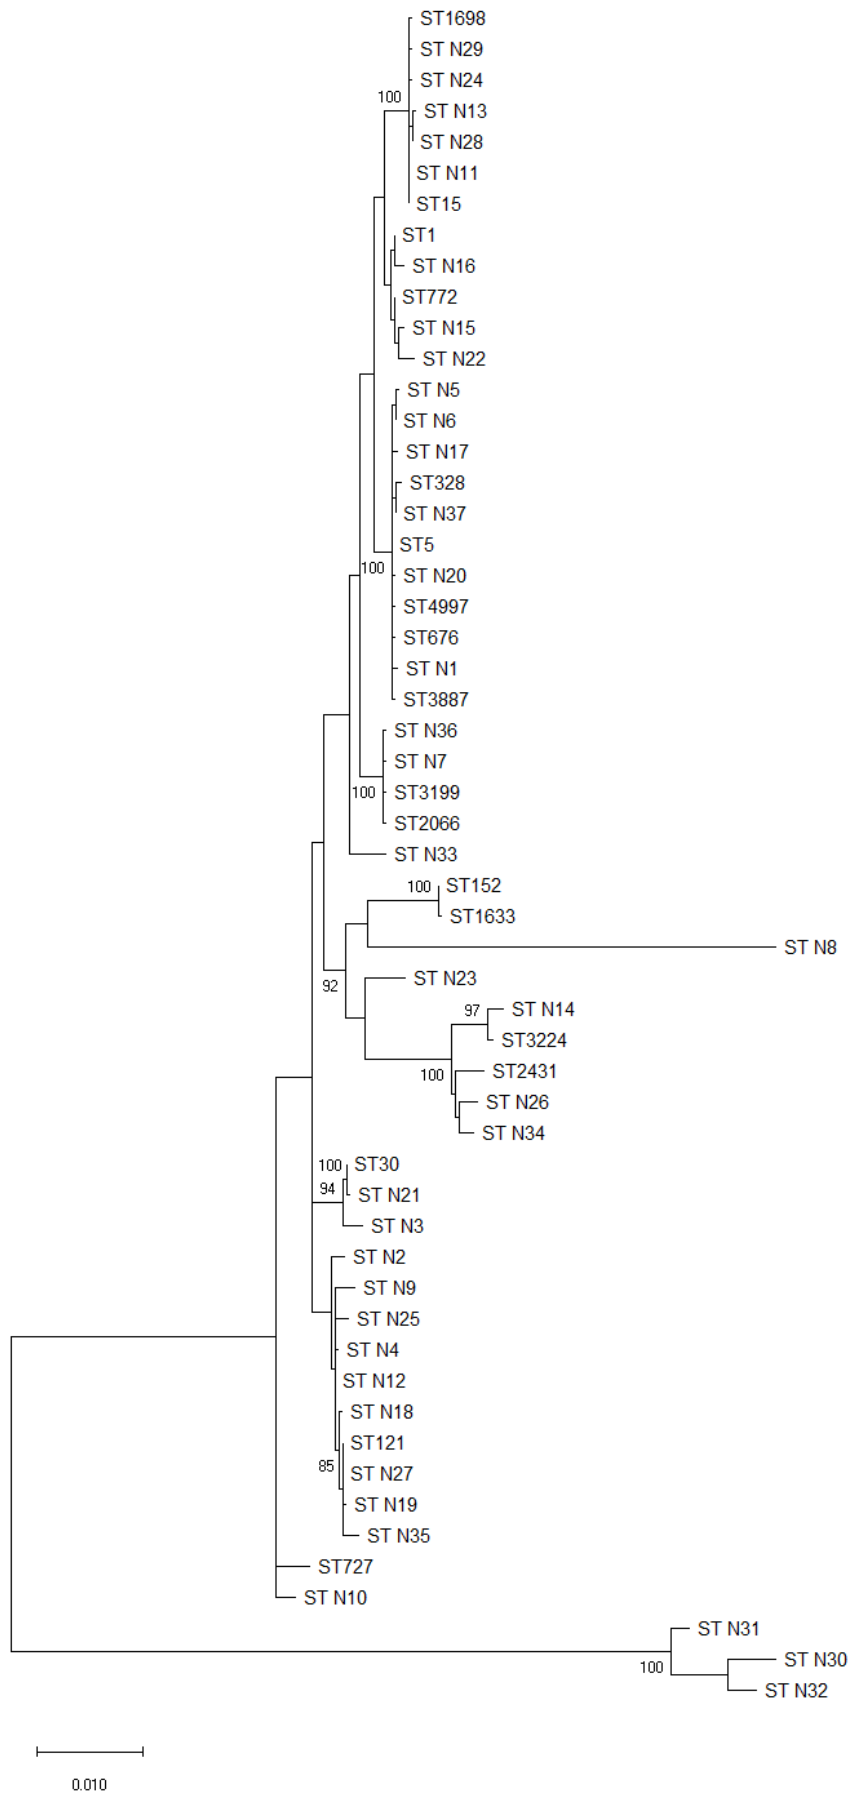 ST1698
ST N29
ST N24
100
ST N13
ST N28
ST N11
ST15
ST1
ST N16
ST772
ST N15
ST N22
ST N5
ST N6
ST N17
ST328
ST N37
ST5
100
ST N20
ST4997
ST676
ST N1
ST3887
ST N36
ST N7
100
ST3199
ST2066
ST N33
100
ST152
ST1633
ST N8
ST N23
92
97
ST N14
ST3224
ST2431
100
ST N26
ST N34
100
ST30
94
ST N21
ST N3
ST N2
ST N9
ST N25
ST N4
ST N12
ST N18
ST121
85
ST N27
ST N19
ST N35
ST727
ST N10
ST N31
100
ST N30
ST N32
0.010